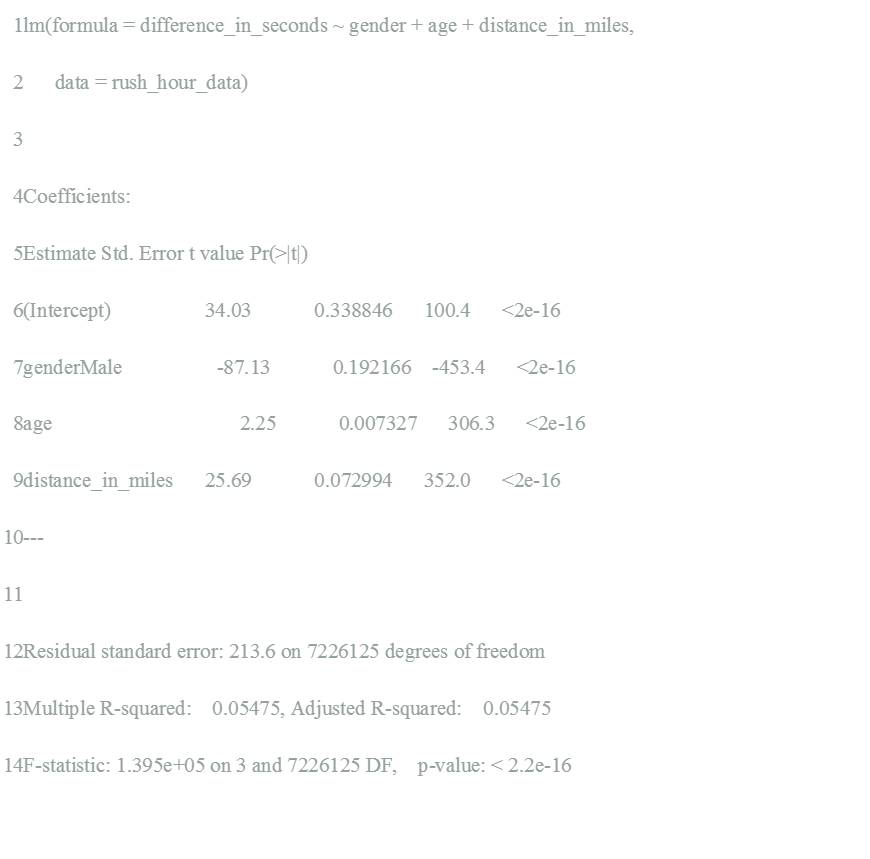 1lm(formula = difference_in_seconds ~ gender + age + distance_in_miles,
2 data = rush_hour_data)
3
4Coefficients:
5Estimate Std. Error t value Pr(>|t|)
6(Intercept) 34.03 0.338846 100.4 <2e-16
7genderMale -87.13 0.192166 -453.4 <2e-16
8age 2.25 0.007327 306.3 <2e-16
9distance_in_miles 25.69 0.072994 352.0 <2e-16
10---
11
12Residual standard error: 213.6 on 7226125 degrees of freedom
13Multiple R-squared: 0.05475, Adjusted R-squared: 0.05475
14F-statistic: 1.395e+05 on 3 and 7226125 DF, p-value: < 2.2e-16